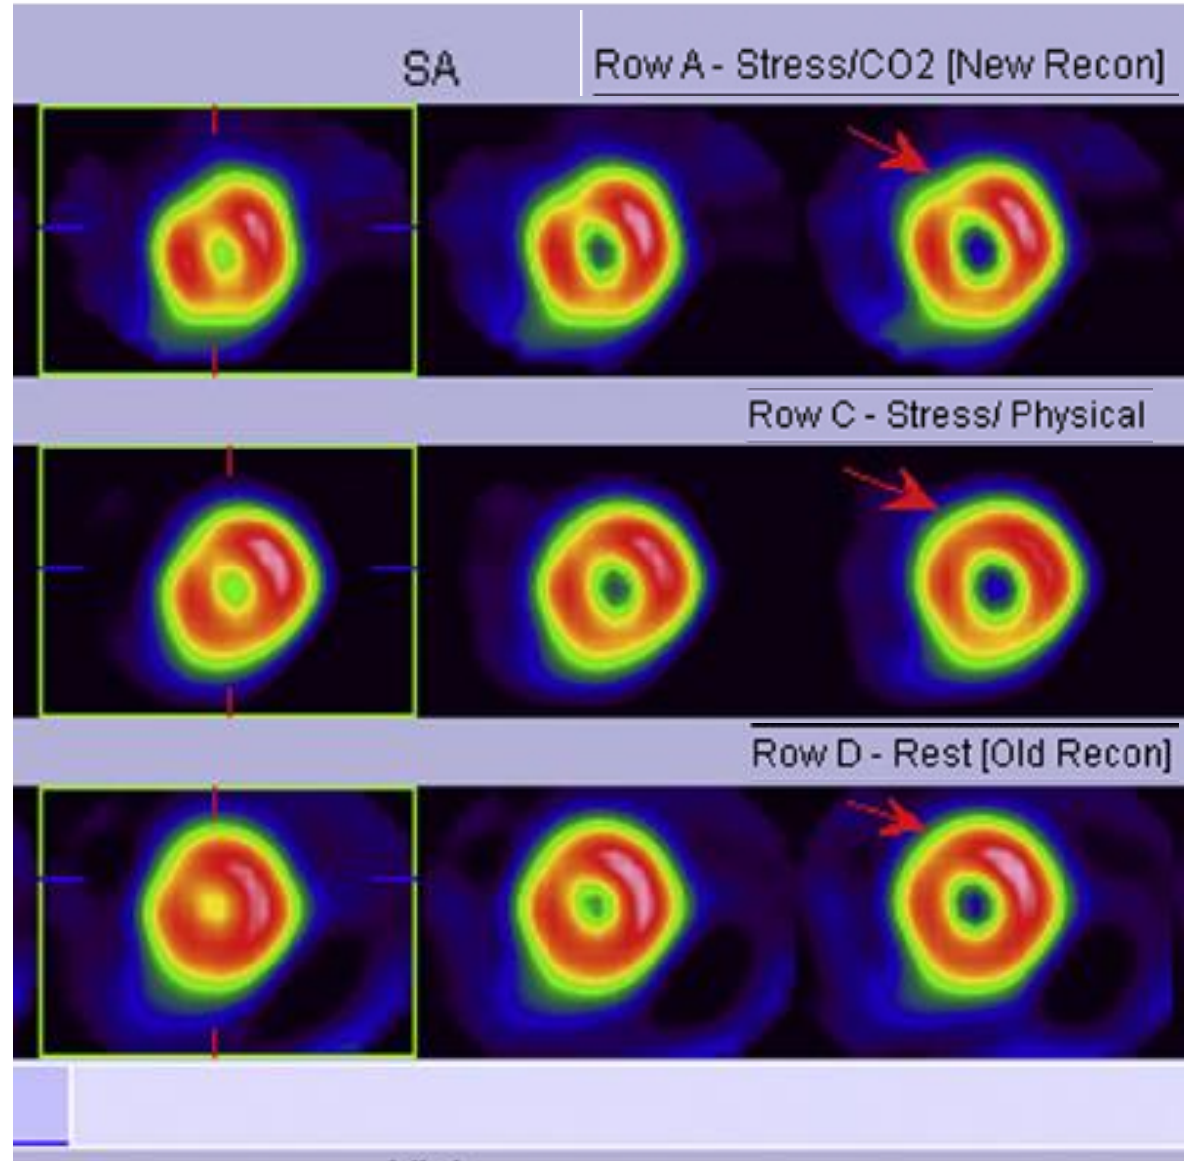 SA
Row A - Stress/CO2 [New Recon]
Row C - Stress/ Physical
Row D - Rest [Old Recon]